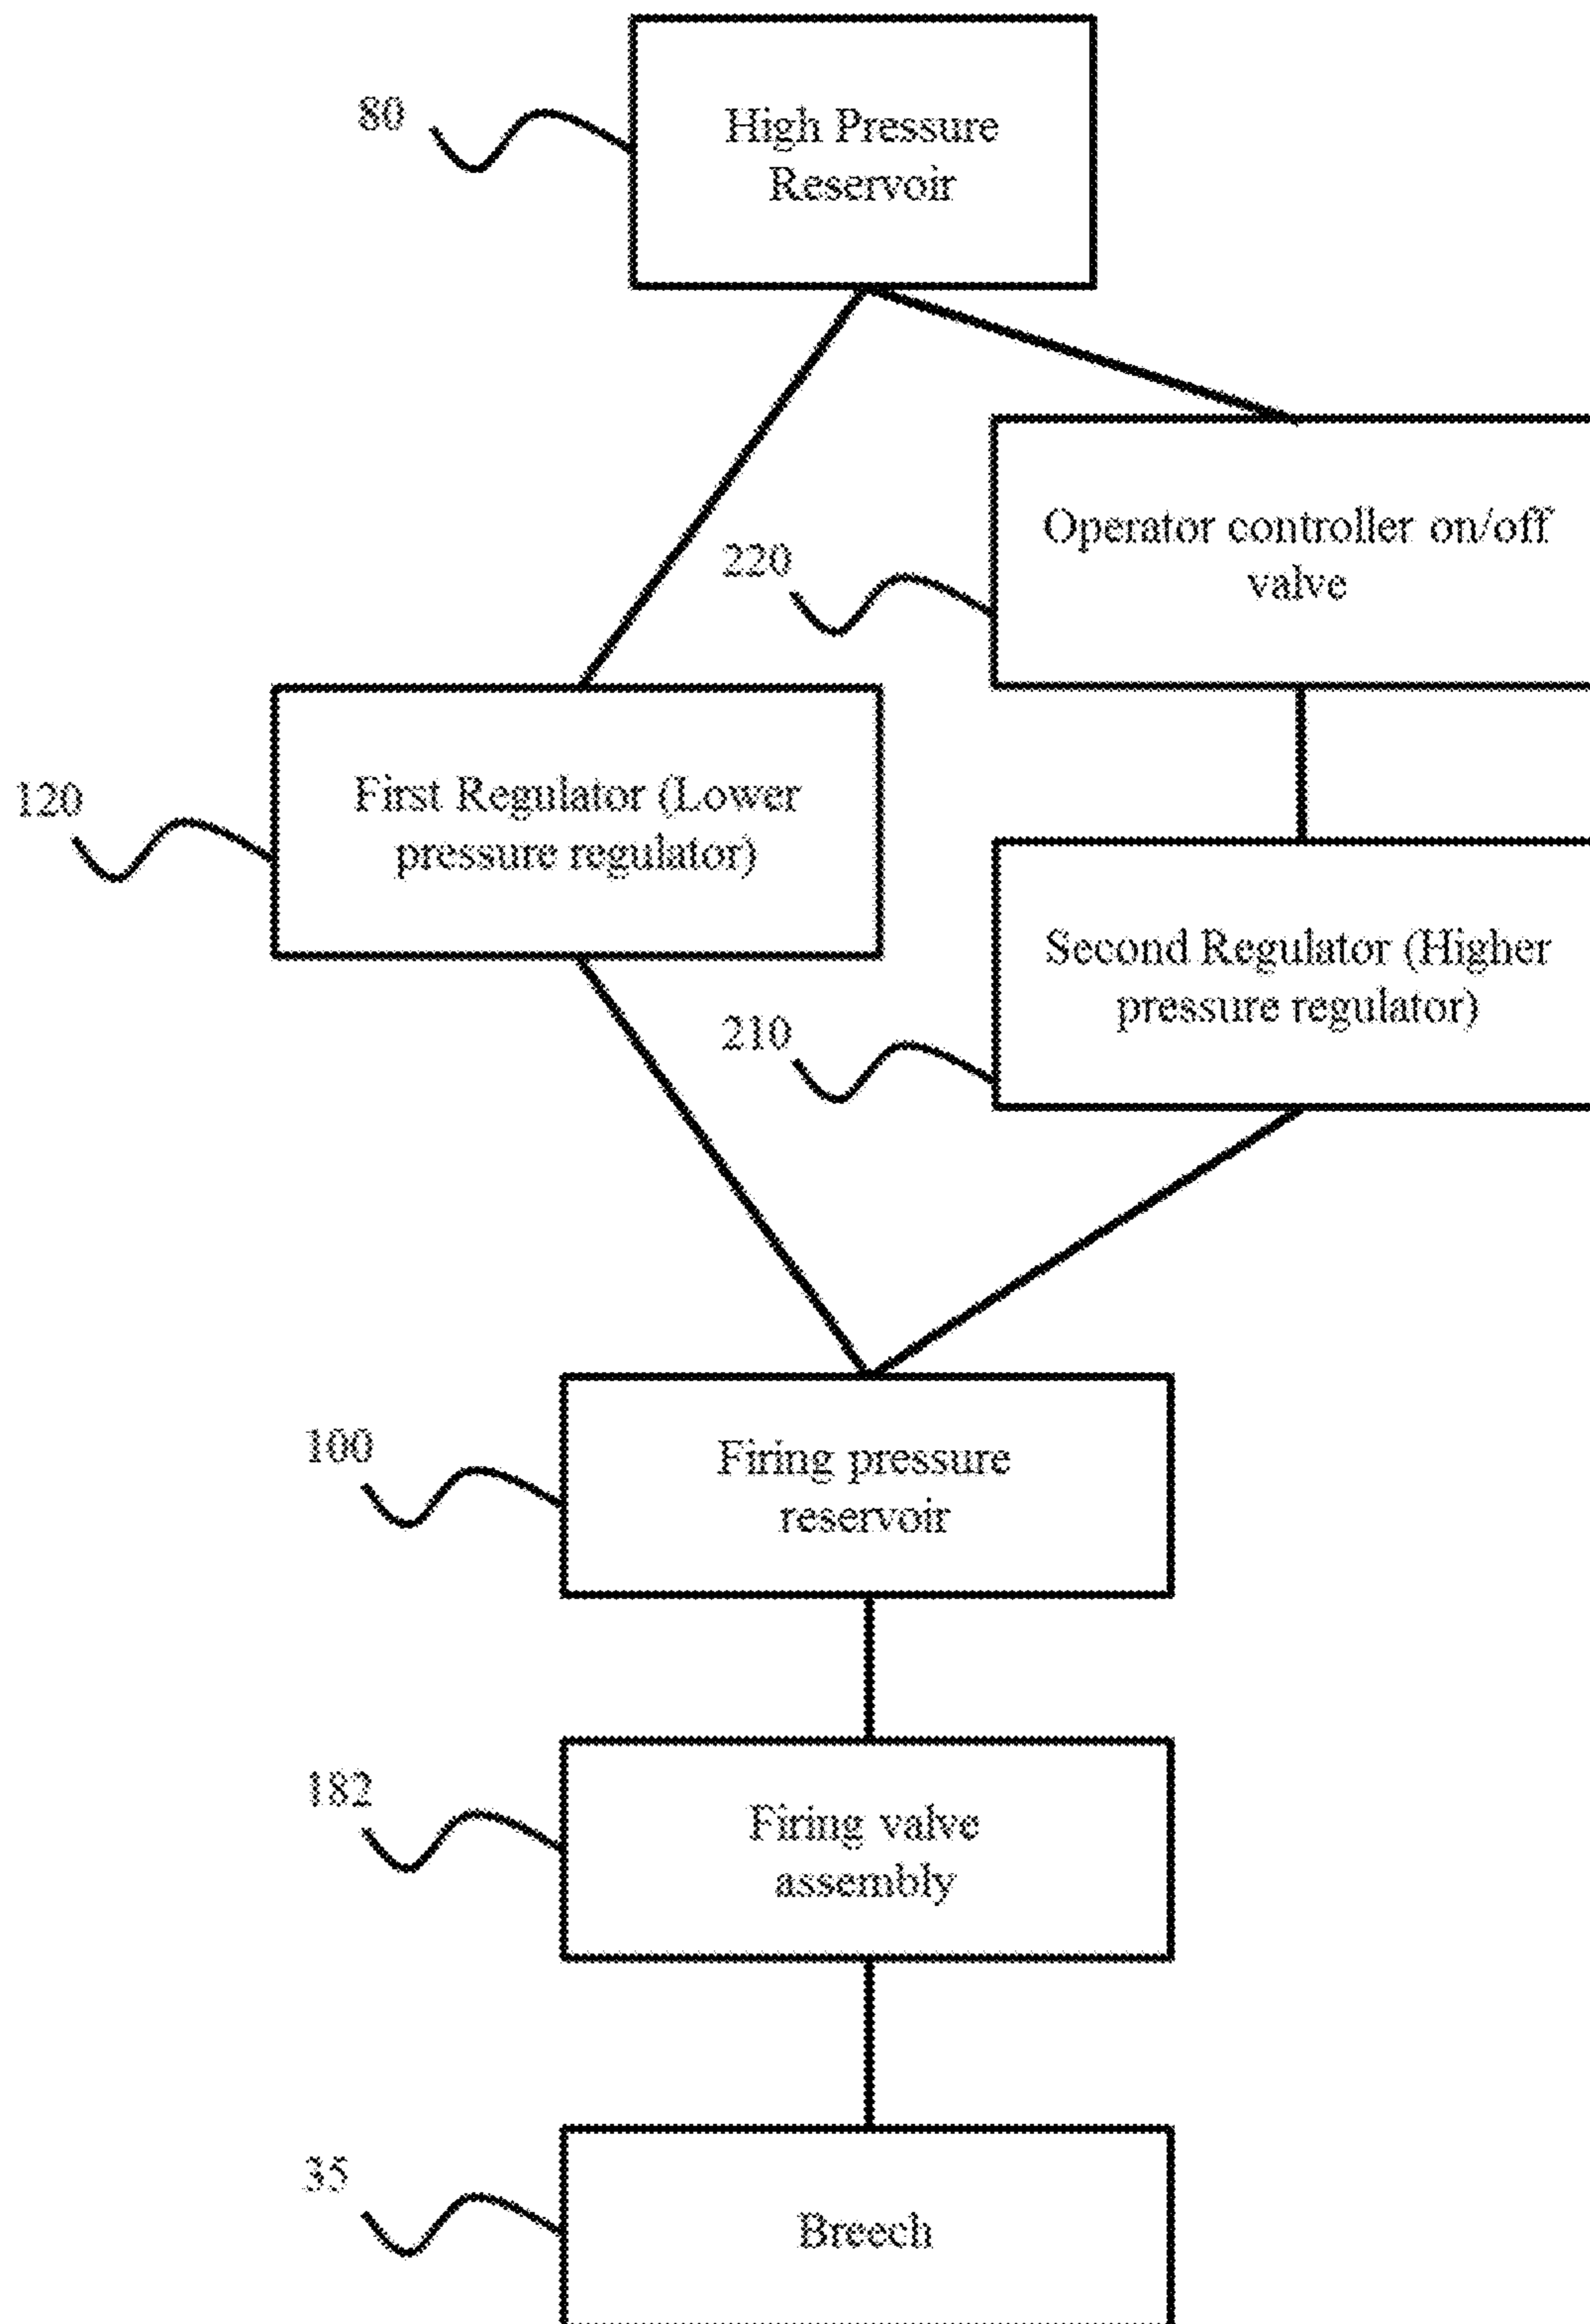 80
High Pressure
Reservoir
220
Operator controller on/off
valve
120
First Regulator (Lower
pressure regulator)
210
Second Regulator (Higher
pressure regulator)
100
Firing pressure
reservoir
182
Firing valve
assembly
35
Breech